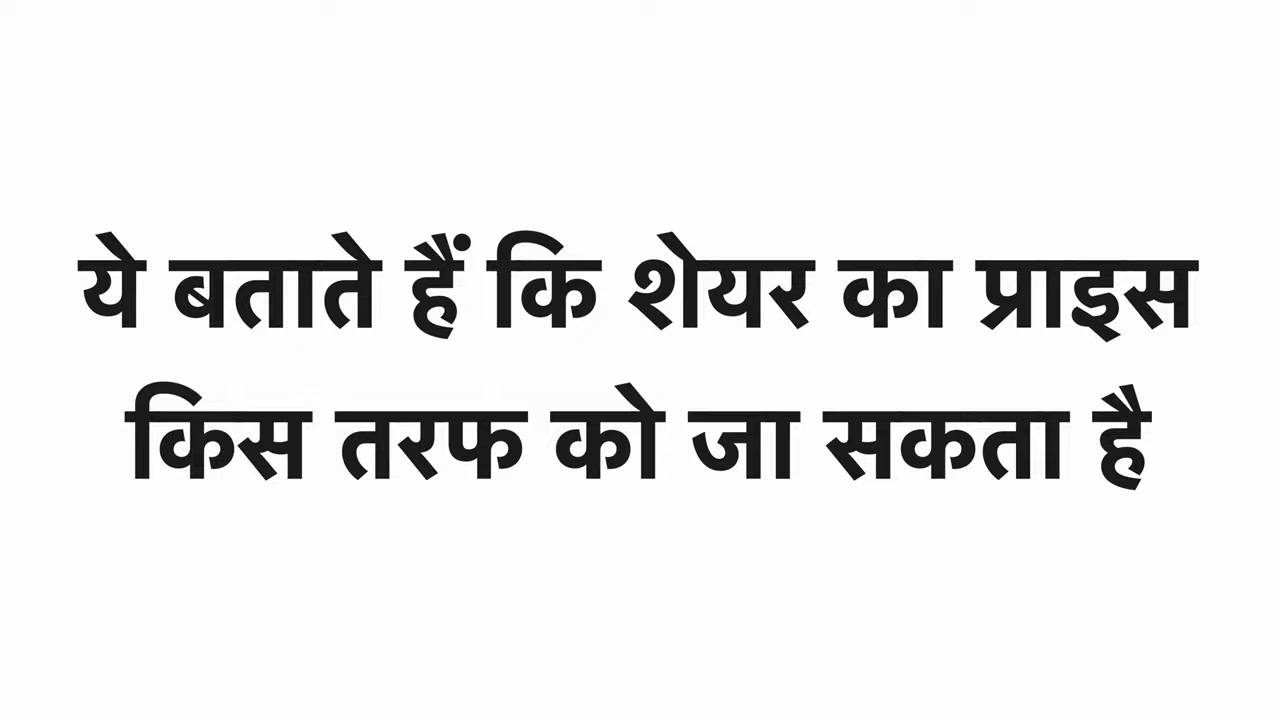 ये बताते हैं कि शेयर का प्राइस
किस तरफ को जा सकता है